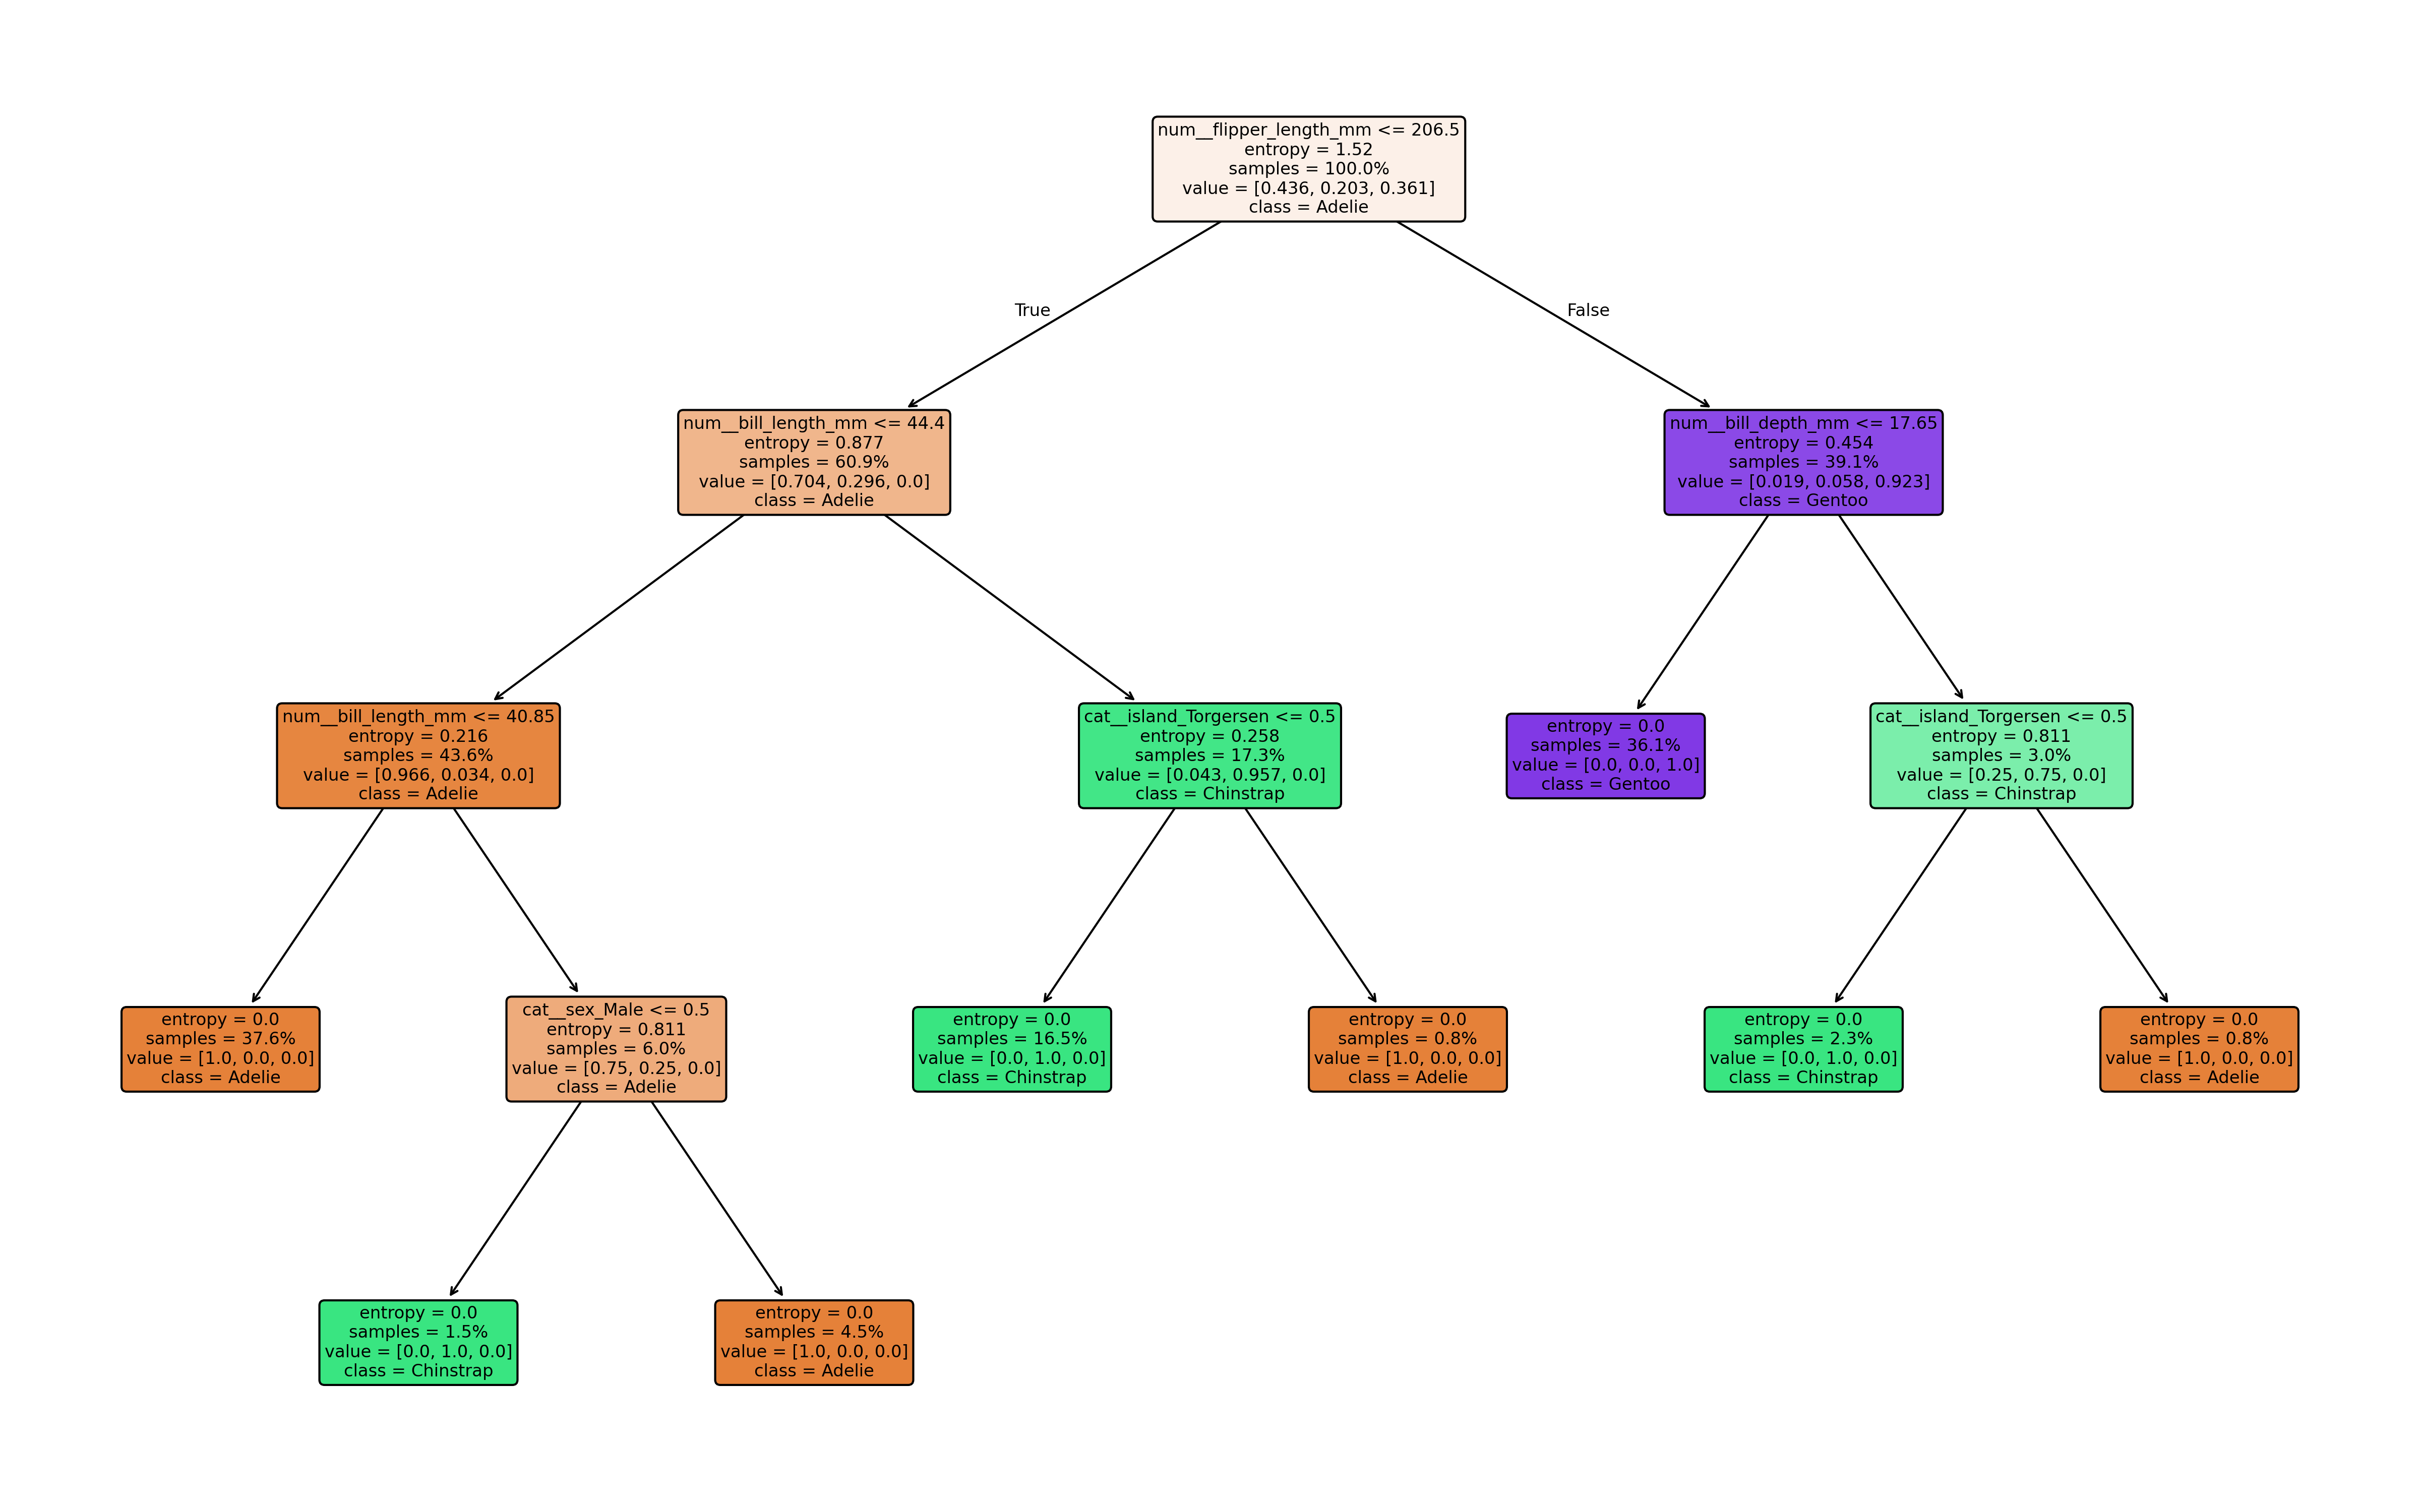 num__flipper_length_mm <= 206.5
entropy = 1.52
samples = 100.0%
value = [0.436, 0.203, 0.361]
class = Adelie
True
False
num__bill_length_mm <= 44.4
entropy = 0.877
samples = 60.9%
value = [0.704, 0.296, 0.0]
class = Adelie
num__bill_depth_mm <= 17.65
entropy = 0.454
samples = 39.1%
value = [0.019, 0.058, 0.923]
class = Gentoo
num__bill_length_mm <= 40.85
entropy = 0.216
samples = 43.6%
value = [0.966, 0.034, 0.0]
class = Adelie
cat__island_Torgersen <= 0.5
entropy = 0.258
samples = 17.3%
value = [0.043, 0.957, 0.0]
class = Chinstrap
entropy = 0.0
samples = 36.1%
value = [0.0, 0.0, 1.0]
class = Gentoo
cat__island_Torgersen <= 0.5
entropy = 0.811
samples = 3.0%
value = [0.25, 0.75, 0.0]
class = Chinstrap
entropy = 0.0
samples = 37.6%
value = [1.0, 0.0, 0.0]
class = Adelie
cat__sex_Male <= 0.5
entropy = 0.811
samples = 6.0%
value = [0.75, 0.25, 0.0]
class = Adelie
entropy = 0.0
samples = 16.5%
value = [0.0, 1.0, 0.0]
class = Chinstrap
entropy = 0.0
samples = 0.8%
value = [1.0, 0.0, 0.0]
class = Adelie
entropy = 0.0
samples = 2.3%
value = [0.0, 1.0, 0.0]
class = Chinstrap
entropy = 0.0
samples = 0.8%
value = [1.0, 0.0, 0.0]
class = Adelie
entropy = 0.0
samples = 1.5%
value = [0.0, 1.0, 0.0]
class = Chinstrap
entropy = 0.0
samples = 4.5%
value = [1.0, 0.0, 0.0]
class = Adelie